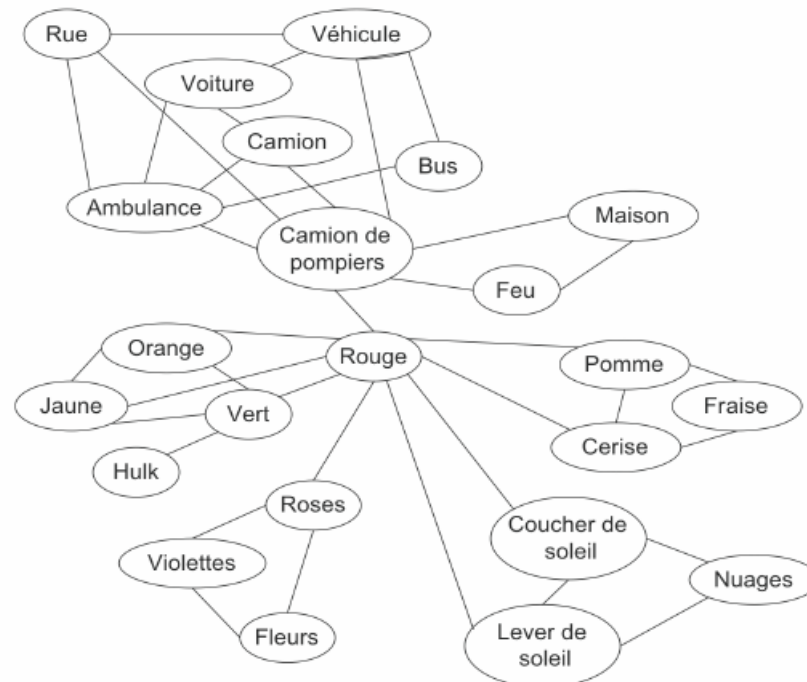 Rue
Véhicule
Voiture
Camion
Bus
Ambulance
Camion de
pompiers
Maison
Feu
Orange
Rouge
Pomme
Jaune
Vert
Fraise
Cerise
Hulk
Roses
Coucher de
soleil
Violettes
Nuages
Fleurs
Lever de
soleil